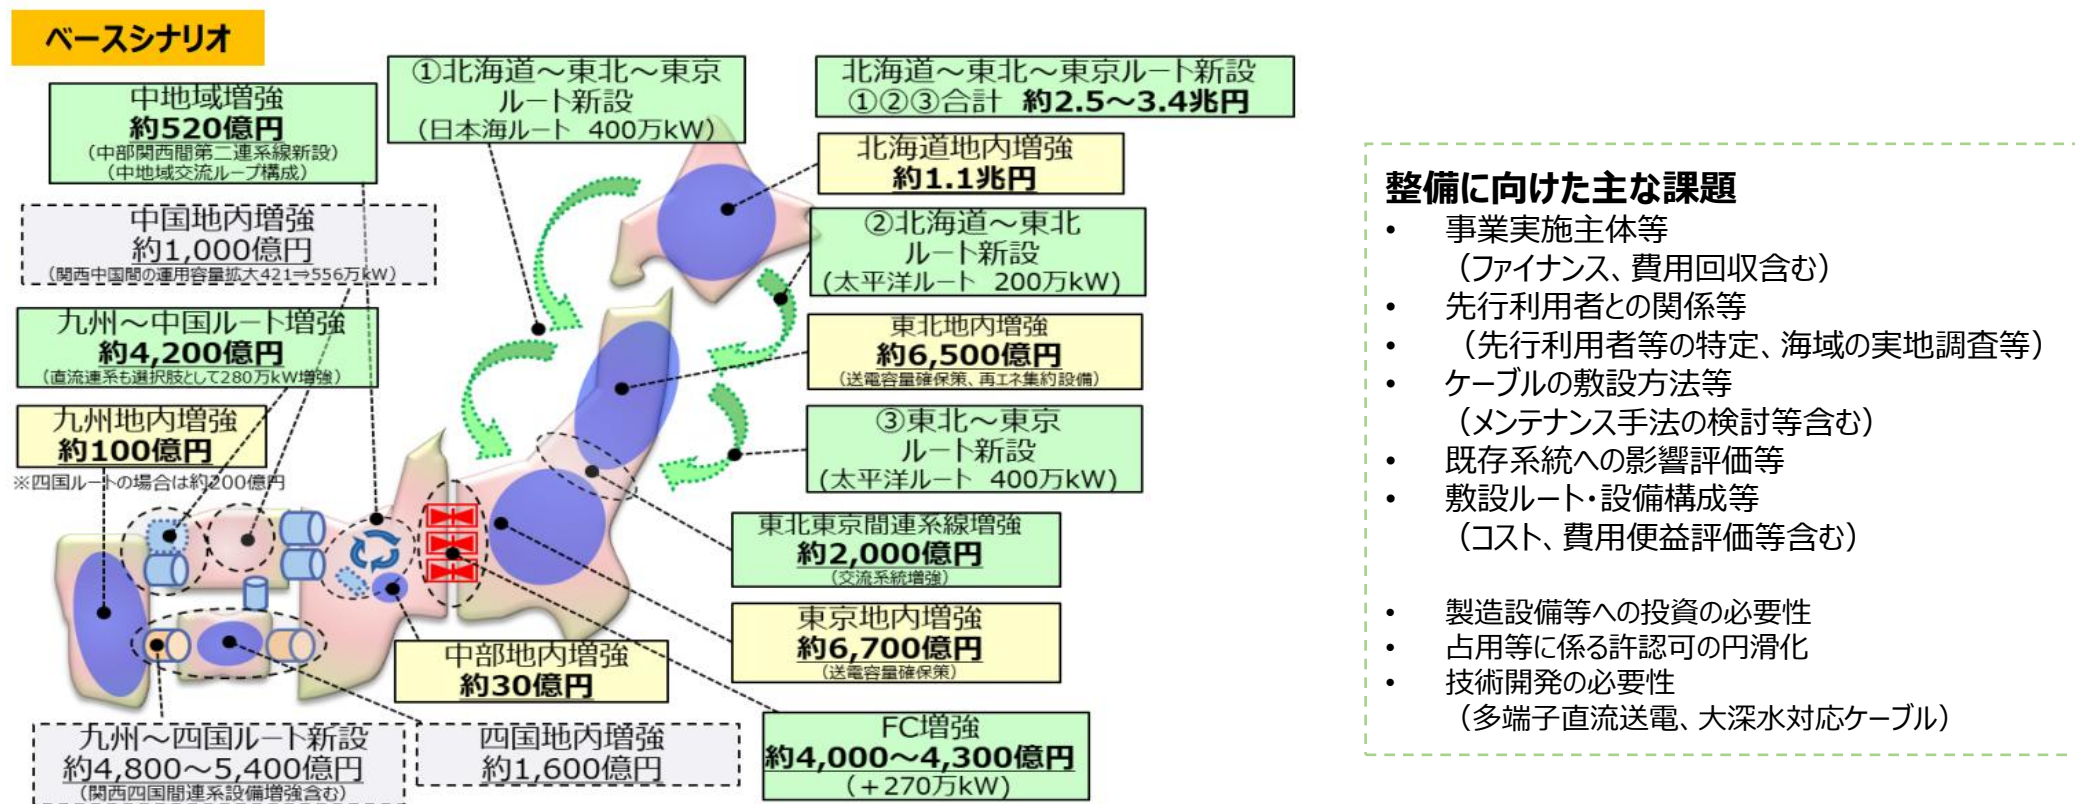 ベースシナリオ
中地域増強
約520億円
（中部関西間第二連系線新設）
（中地域交流ループ構成）
①北海道～東北～東京
ルート新設
（日本海ルート 400万kW）
北海道～東北～東京ルート新設
①②③合計 約2.5～3.4兆円
北海道地内増強
約1.1兆円
中国地内増強
約1,000億円
（関西中国間の運用容量拡大421⇒556万kW）
②北海道～東北
ルート新設
（太平洋ルート 200万kW）
九州～中国ルート増強
約4,200億円
（直流連系も選択肢として280万kW増強）
東北地内増強
約6,500億円
（送電容量確保策、再エネ集約設備）
九州地内増強
約100億円
※四国ルートの場合は約200億円
③東北～東京
ルート新設
（太平洋ルート 400万kW）
東北東京間連系線増強
約2,000億円
（交流系統増強）
東京地内増強
約6,700億円
（送電容量確保策）
中部地内増強
約30億円
九州～四国ルート新設
約4,800～5,400億円
（関西四国間連系設備増強含む）
四国地内増強
約1,600億円
FC増強
約4,000～4,300億円
（+270万kW）
整備に向けた主な課題
• 事業実施主体等
（ファイナンス、費用回収含む）
• 先行利用者との関係等
• （先行利用者等の特定、海域の実地調査等）
• ケーブルの敷設方法等
（メンテナンス手法の検討等含む）
• 既存系統への影響評価等
• 敷設ルート・設備構成等
（コスト、費用便益評価等含む）
• 製造設備等への投資の必要性
• 占用等に係る許認可の円滑化
• 技術開発の必要性
（多端子直流送電、大深水対応ケーブル）